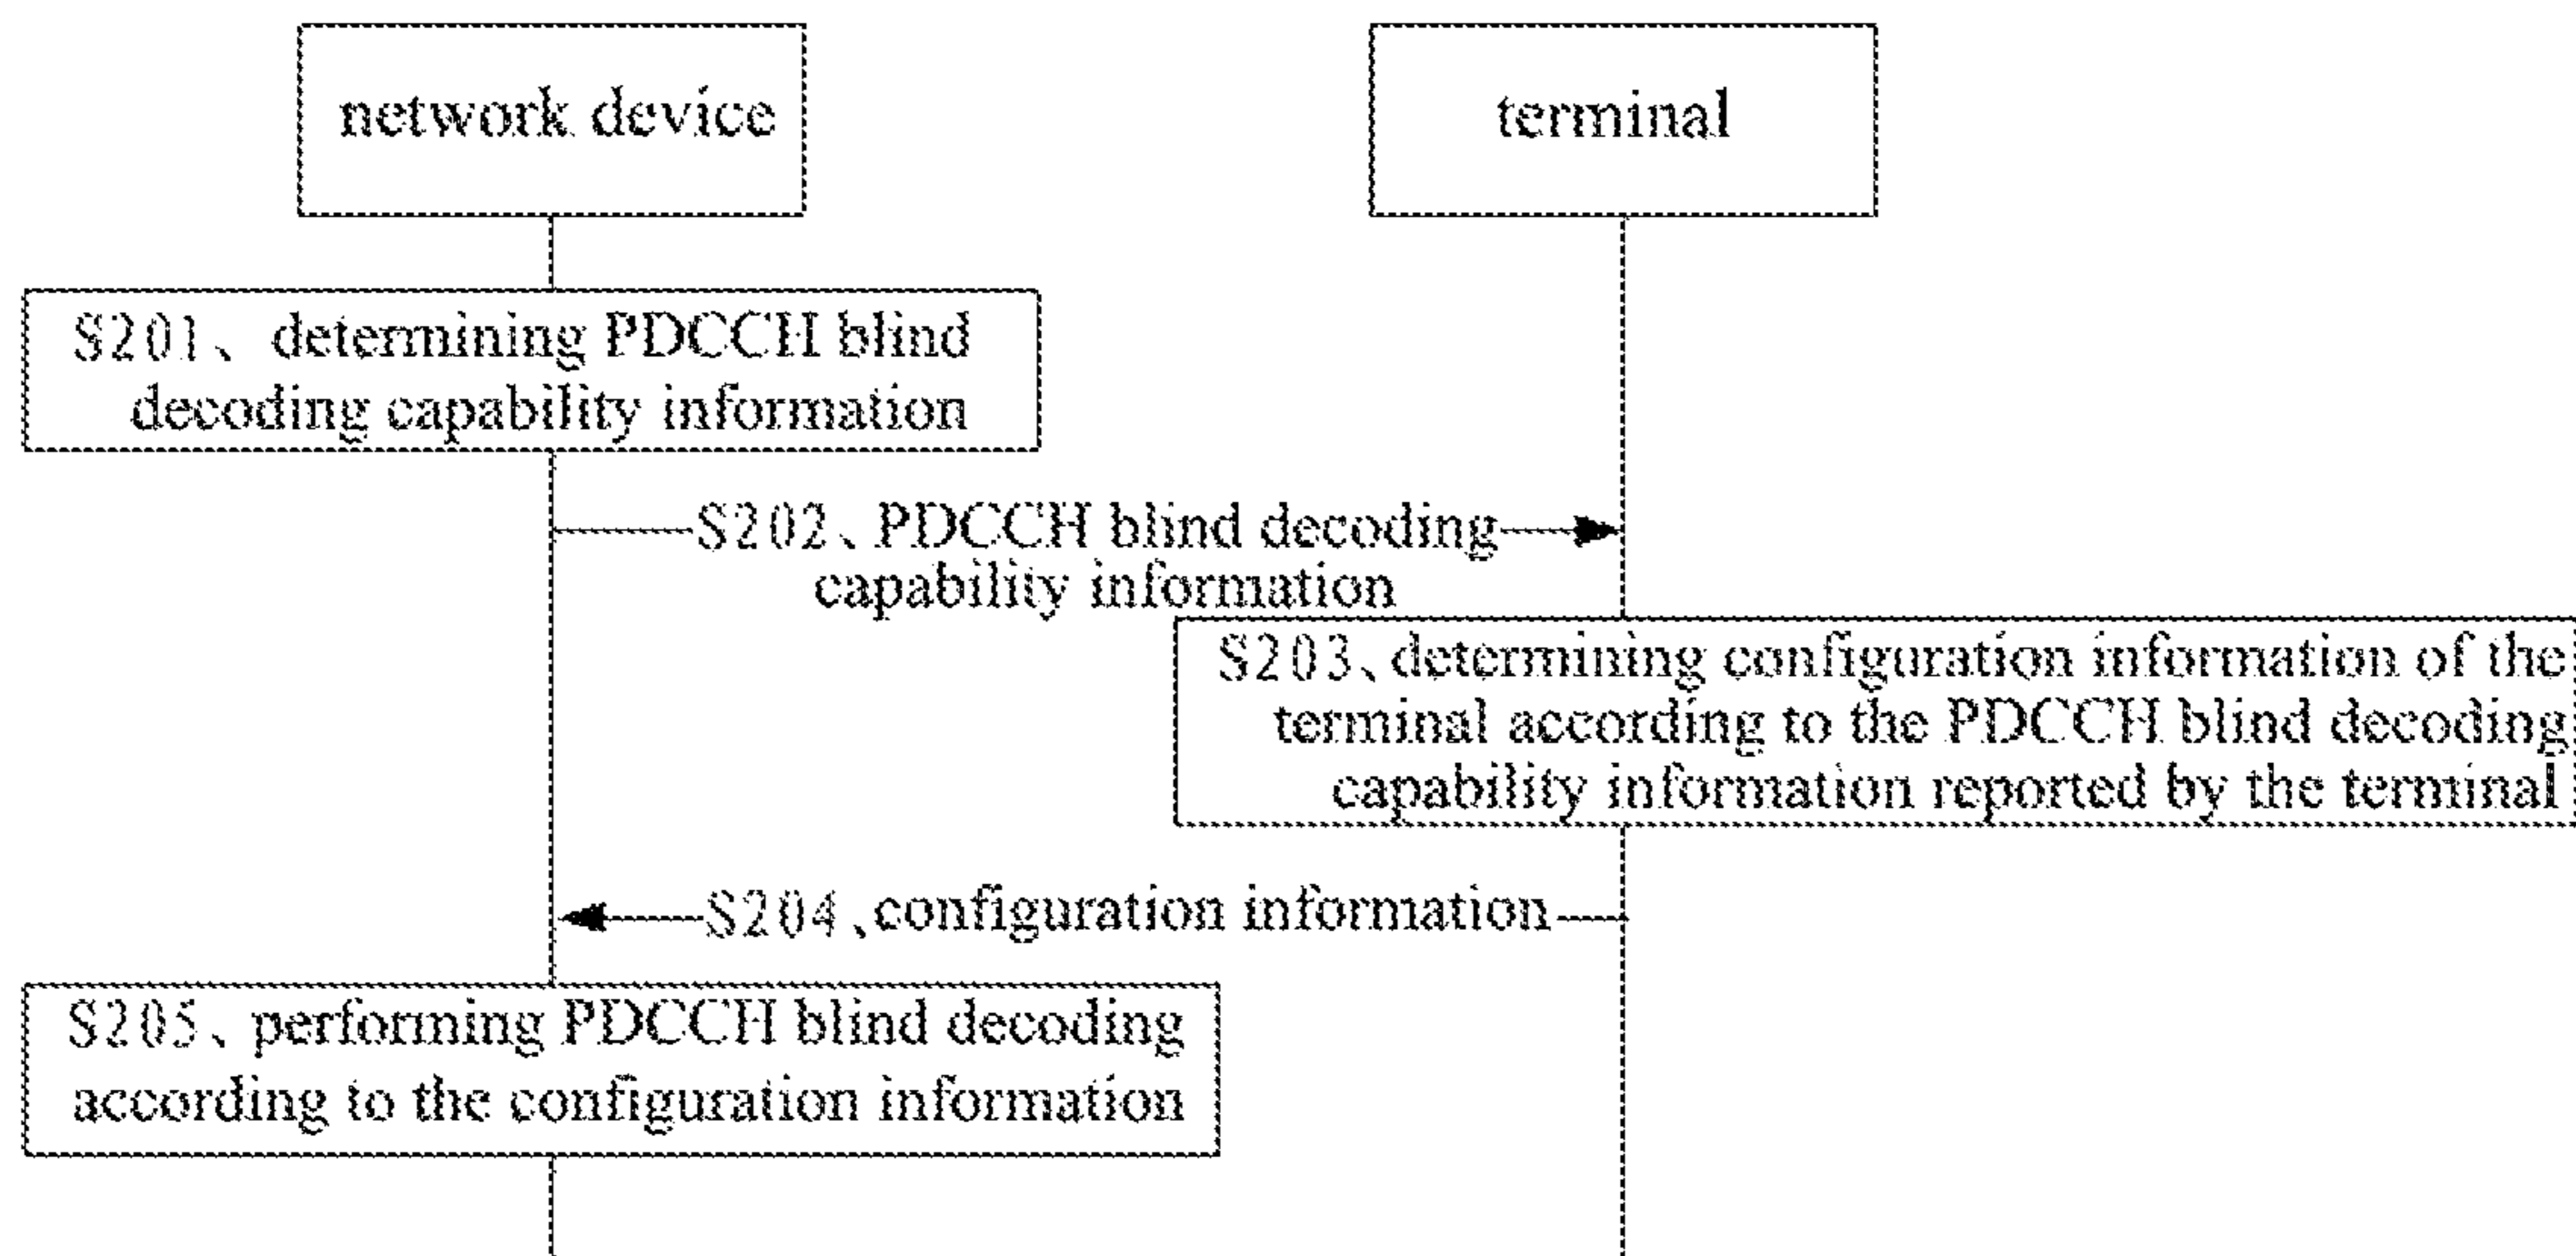 network device
terminal
S201、determining PDCCH blind
decoding capability information
S202、PDCCH blind decoding
capability information
S203、determining configuration information of the
terminal according to the PDCCH blind decoding
capability information reported by the terminal
S204、configuration information
S205、performing PDCCH blind decoding
according to the configuration information